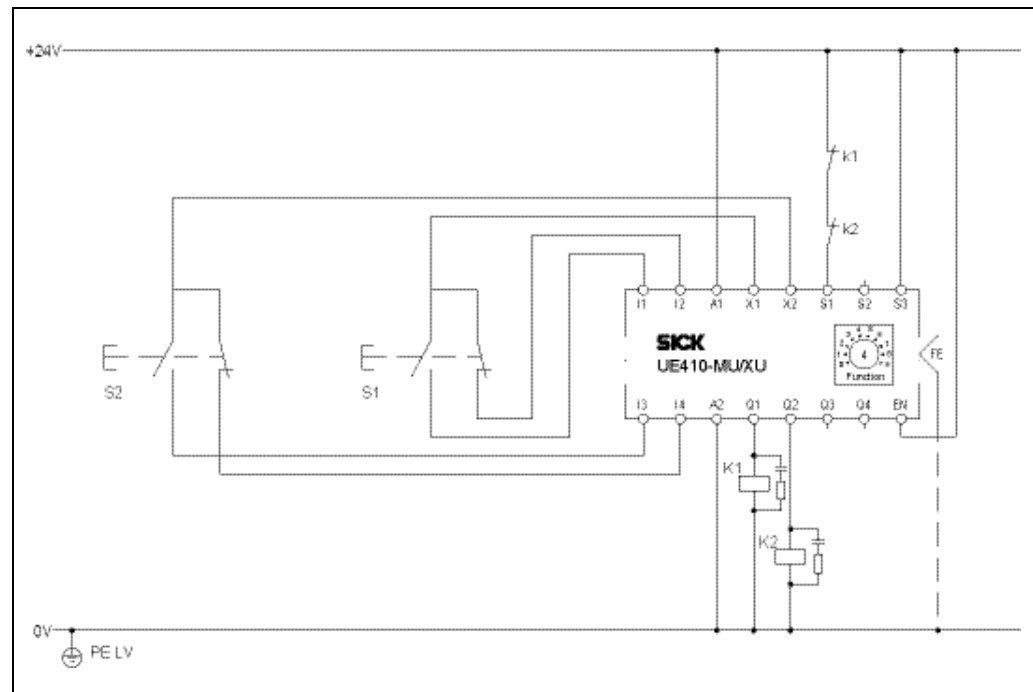 +24V
k1
k2
I1 I2 A1 X1 X2 S1 S2 S3
SICK
UE410-MU/XU
4
Function
FE
S2
S1
I3 I4 A2 Q1 Q2 Q3 Q4 EN
K1
K2
0V
PE LV